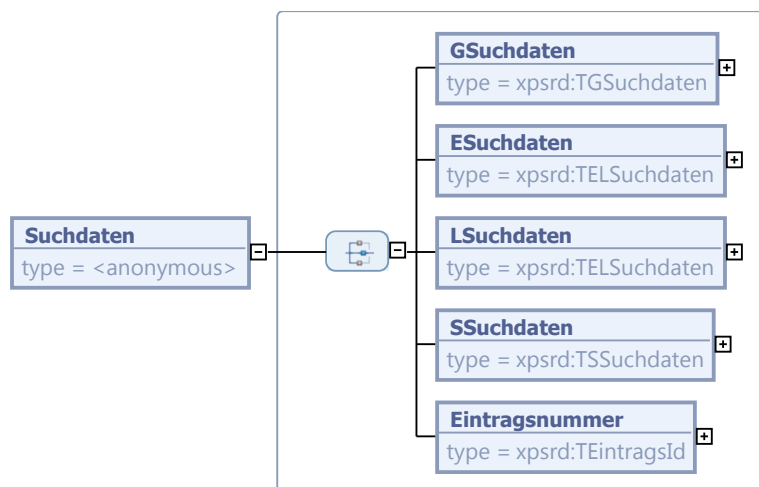 GSuchdaten
type = xpsrd:TGSuchdaten
ESuchdaten
type = xpsrd:TELSuchdaten
Suchdaten
type = <anonymous>
LSuchdaten
type = xpsrd:TELSuchdaten
SSuchdaten
type = xpsrd:TSSuchdaten
Eintragsnummer
type = xpsrd:TEintragsId